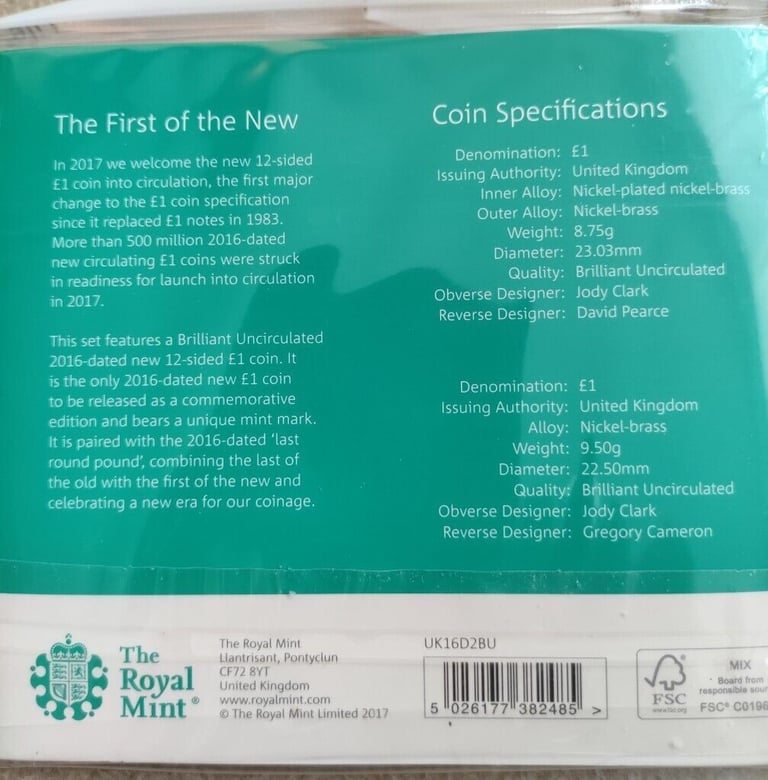 The First of the New
In 2017 we welcome the new 12-sided
£1 coin into circulation, the first major
change to the £1 coin specification
since it replaced £1 notes in 1983.
More than 500 million 2016-dated
new circulating £1 coins were struck
in readiness for launch into circulation
in 2017.
This set features a Brilliant Uncirculated
2016-dated new 12-sided £1 coin. It
is the only 2016-dated new £1 coin
to be released as a commemorative
edition and bears a unique mint mark.
It is paired with the 2016-dated ‘last
round pound’, combining the last of
the old with the first of the new and
celebrating a new era for our coinage.
Coin Specifications
Denomination: £1
Issuing Authority: United Kingdom
Inner Alloy: Nickel-plated nickel-brass
Outer Alloy: Nickel-brass
Weight: 8.75g
Diameter: 23.03mm
Quality: Brilliant Uncirculated
Obverse Designer: Jody Clark
Reverse Designer: David Pearce
Denomination: £1
Issuing Authority: United Kingdom
Alloy: Nickel-brass
Weight: 9.50g
Diameter: 22.50mm
Quality: Brilliant Uncirculated
Obverse Designer: Jody Clark
Reverse Designer: Gregory Cameron
The
Royal
Mint®
The Royal Mint
Llantrisant, Pontyclun
CF72 8YT
United Kingdom
www.royalmint.com
© The Royal Mint Limited 2017
UK16D2BU
5 026177 382485 >
FSC
www.fsc.org
MIX
Board from
responsible sour
FSC® C0196